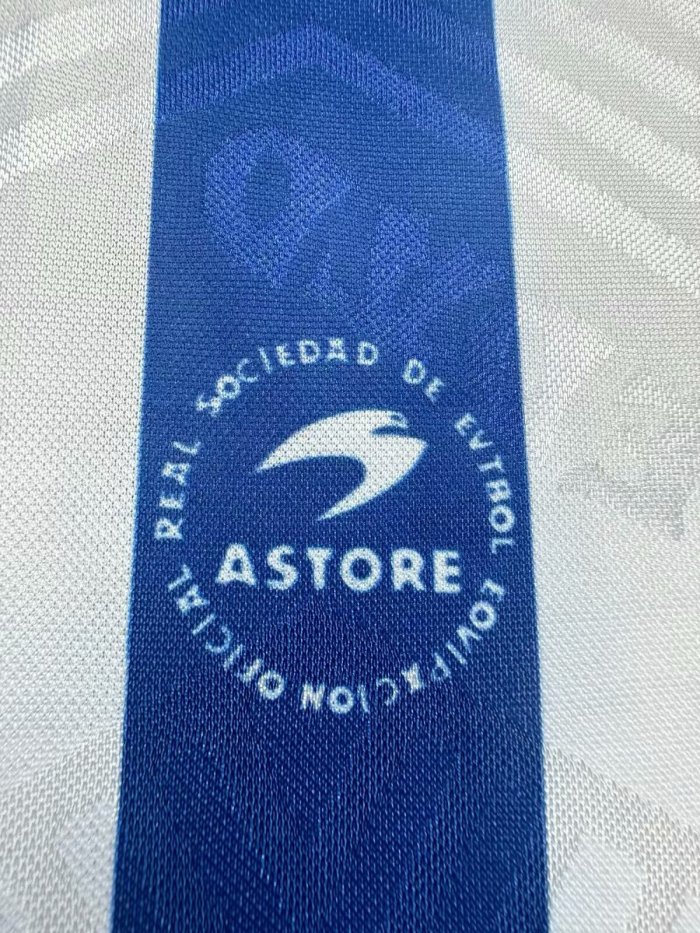 REAL SOCIEDAD DE FVTBOL
EQVIPACION OFICIAL
ASTORE